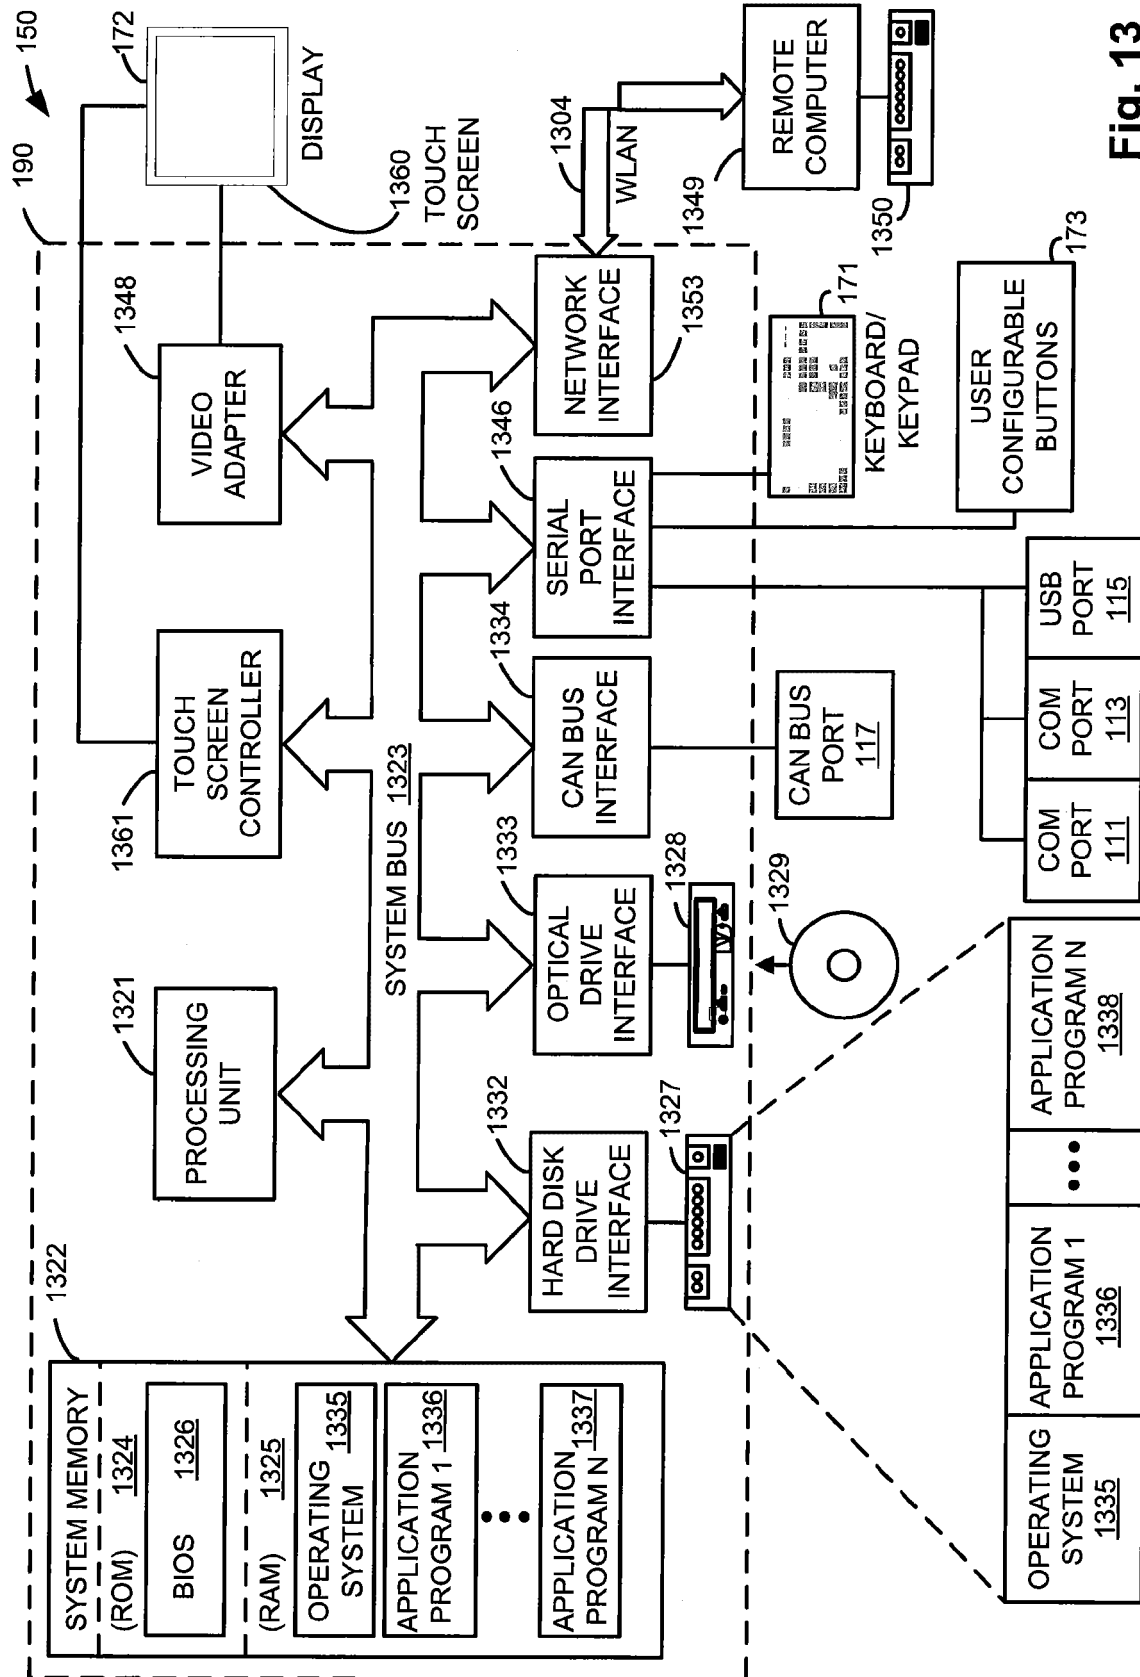 150
190
172
DISPLAY
1360
TOUCH
SCREEN
1348
VIDEO
ADAPTER
1361
TOUCH
SCREEN
CONTROLLER
1321
PROCESSING
UNIT
1322
SYSTEM MEMORY
(ROM) 1324
BIOS 1326
(RAM) 1325
OPERATING
SYSTEM 1335
APPLICATION
PROGRAM 1 1336
•••
APPLICATION
PROGRAM N 1337
SYSTEM BUS 1323
1332
HARD DISK
DRIVE
INTERFACE
1333
OPTICAL
DRIVE
INTERFACE
1334
CAN BUS
INTERFACE
1346
SERIAL
PORT
INTERFACE
NETWORK
INTERFACE
1353
1304
WLAN
1349
REMOTE
COMPUTER
1350
1327
1328
1329
171
KEYBOARD/
KEYPAD
CAN BUS
PORT
117
173
USER
CONFIGURABLE
BUTTONS
COM
PORT
111
COM
PORT
113
USB
PORT
115
OPERATING
SYSTEM
1335
APPLICATION
PROGRAM 1
1336
•••
APPLICATION
PROGRAM N
1338
Fig. 13